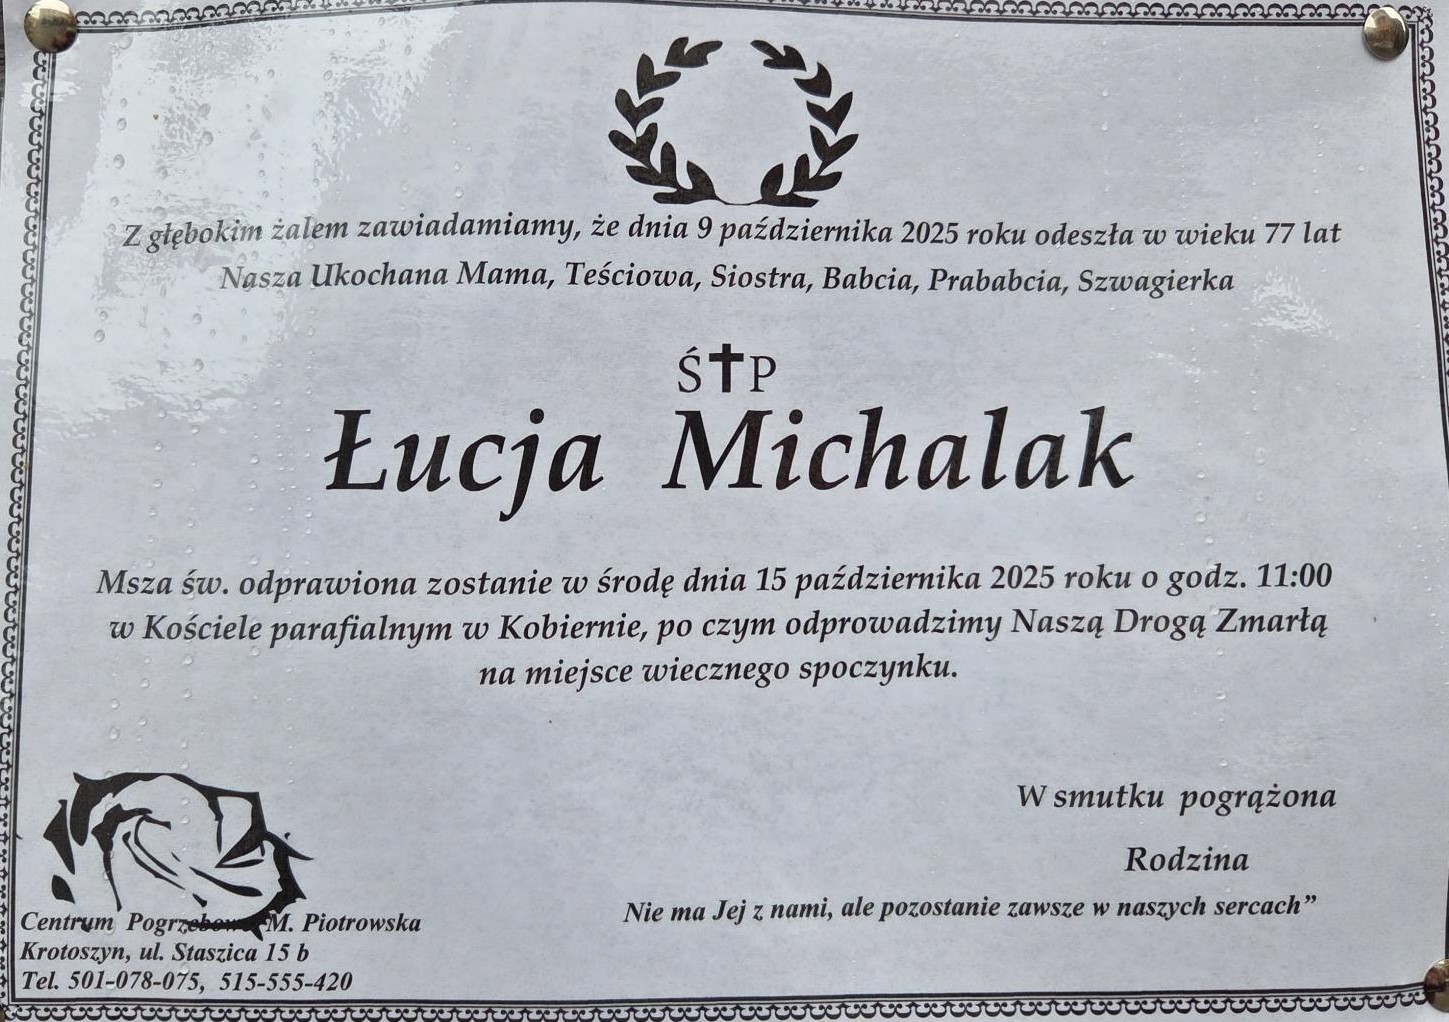 Z głębokim żalem zawiadamiamy, że dnia 9 października 2025 roku odeszła w wieku 77 lat
Nasza Ukochana Mama, Teściowa, Siostra, Babcia, Prababcia, Szwagierka
Ś✝P
Łucja Michalak
Msza św. odprawiona zostanie w środę dnia 15 października 2025 roku o godz. 11:00
w Kościele parafialnym w Kobiernie, po czym odprowadzimy Naszą Drogą Zmarłą
na miejsce wiecznego spoczynku.
W smutku pogrążona
Rodzina
Nie ma Jej z nami, ale pozostanie zawsze w naszych sercach”
Centrum Pogrzebowe M. Piotrowska
Krotoszyn, ul. Staszica 15 b
Tel. 501-078-075, 515-555-420